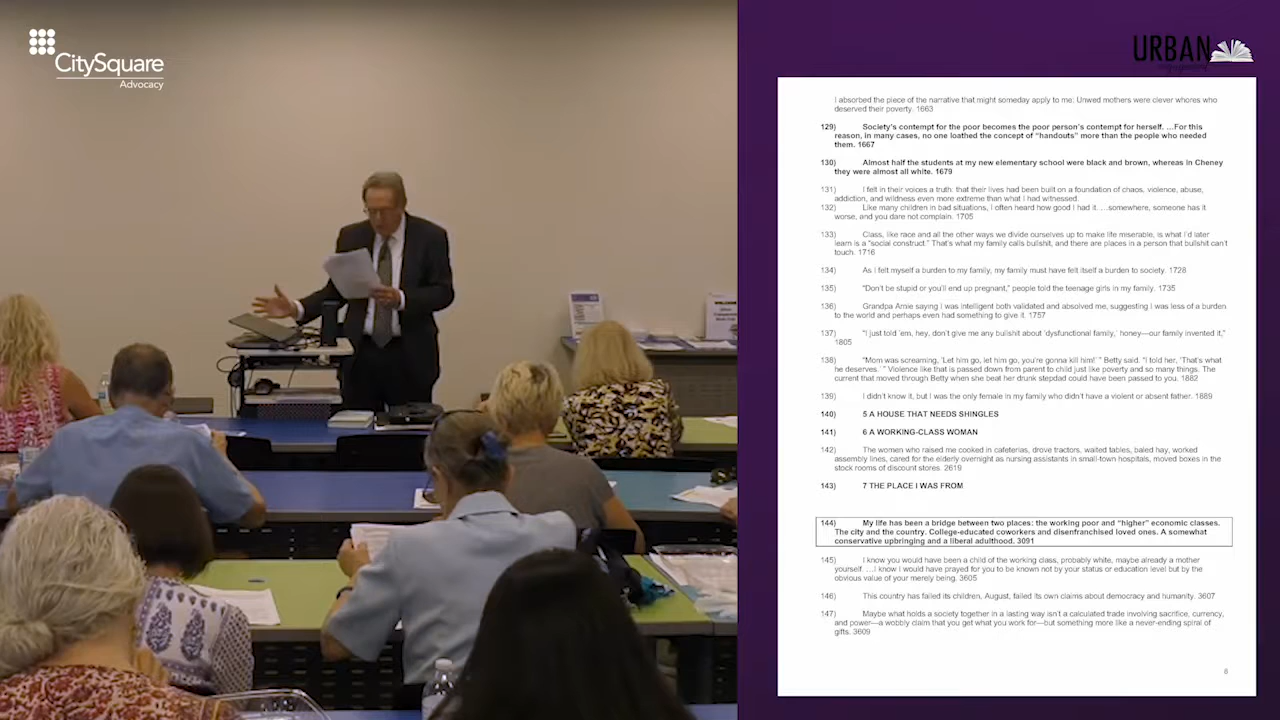 CitySquare
Advocacy
URBAN
I absorbed the piece of the narrative that might someday apply to me: Unwed mothers were clever whores who
deserved their poverty. 1663
129) Society's contempt for the poor becomes the poor person's contempt for herself. ...For this
reason, in many cases, no one loathed the concept of "handouts" more than the people who needed
them. 1667
130) Almost half the students at my new elementary school were black and brown, whereas in Cheney
they were almost all white. 1679
131) I felt in their voices a truth: that their lives had been built on a foundation of chaos, violence, abuse,
addiction, and wildness even more extreme than what I had witnessed.
132) Like many children in bad situations, I often heard how good I had it. ...somewhere, someone has it
worse, and you dare not complain. 1705
133) Class, like race and all the other ways we divide ourselves up to make life miserable, is what I'd later
learn is a "social construct." That's what my family calls bullshit, and there are places in a person that bullshit can't
touch. 1716
134) As I felt myself a burden to my family, my family must have felt itself a burden to society. 1728
135) "Don't be stupid or you'll end up pregnant," people told the teenage girls in my family. 1735
136) Grandpa Arnie saying I was intelligent both validated and absolved me, suggesting I was less of a burden
to the world and perhaps even had something to give it. 1757
137) "I just told 'em, hey, don't give me any bullshit about 'dysfunctional family,' honey—our family invented it,"
1805
138) "Mom was screaming, 'Let him go, let him go, you're gonna kill him!' " Betty said. "I told her, 'That's what
he deserves.' " Violence like that is passed down from parent to child just like poverty and so many things. The
current that moved through Betty when she beat her drunk stepdad could have been passed to you. 1882
139) I didn't know it, but I was the only female in my family who didn't have a violent or absent father. 1889
140) 5 A HOUSE THAT NEEDS SHINGLES
141) 6 A WORKING-CLASS WOMAN
142) The women who raised me cooked in cafeterias, drove tractors, waited tables, baled hay, worked
assembly lines, cared for the elderly overnight as nursing assistants in small-town hospitals, moved boxes in the
stock rooms of discount stores. 2619
143) 7 THE PLACE I WAS FROM
144) My life has been a bridge between two places: the working poor and "higher" economic classes.
The city and the country. College-educated coworkers and disenfranchised loved ones. A somewhat
conservative upbringing and a liberal adulthood. 3091
145) I know you would have been a child of the working class, probably white, maybe already a mother
yourself. ...I know I would have prayed for you to be known not by your status or education level but by the
obvious value of your merely being. 3605
146) This country has failed its children, August, failed its own claims about democracy and humanity. 3607
147) Maybe what holds a society together in a lasting way isn't a calculated trade involving sacrifice, currency,
and power—a wobbly claim that you get what you work for—but something more like a never-ending spiral of
gifts. 3609